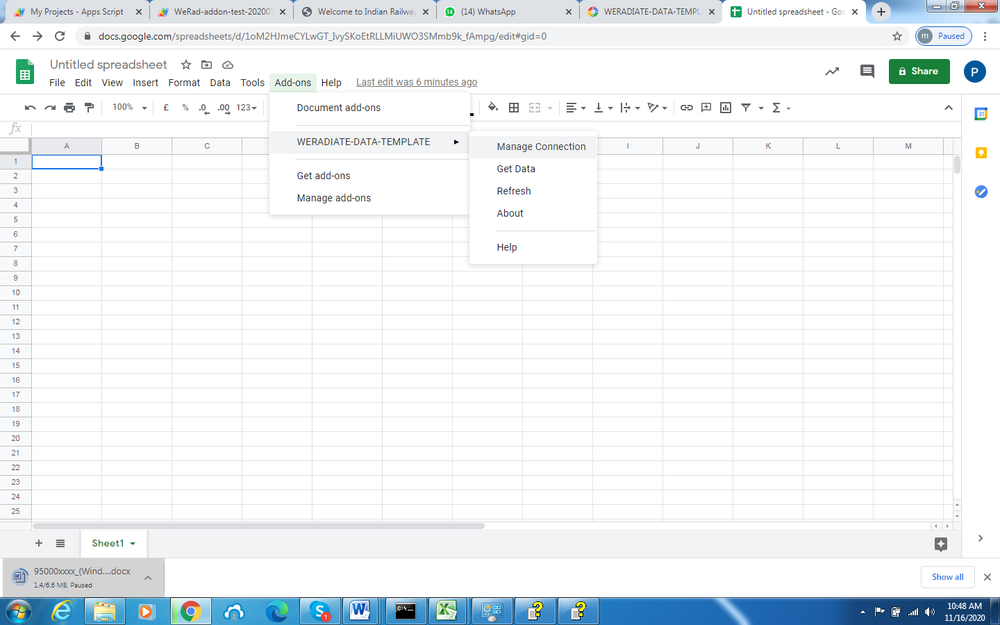 My Projects - Apps Script
WeRad-addon-test-202007
Welcome to Indian Railway
(14) WhatsApp
WERADIATE-DATA-TEMPL
Untitled spreadsheet - Goo
docs.google.com/spreadsheets/d/1oM2HJmeCYLwGT_IvySKoEtRLLMiUWO3SMmb9k_fAmpg/edit#gid=0
m Paused
Untitled spreadsheet
File Edit View Insert Format Data Tools Add-ons Help Last edit was 6 minutes ago
Share
P
100% £ % .0 .00 123
Document add-ons
WERADIATE-DATA-TEMPLATE
Get add-ons
Manage add-ons
Manage Connection
Get Data
Refresh
About
Help
31
fx
A B C I J K L M
1
2
3
4
5
6
7
8
9
10
11
12
13
14
15
16
17
18
19
20
21
22
23
24
25
Sheet1
95000xxxx_(Wind....docx
1.4/6.6 MB, Paused
Show all
10:48 AM
11/16/2020